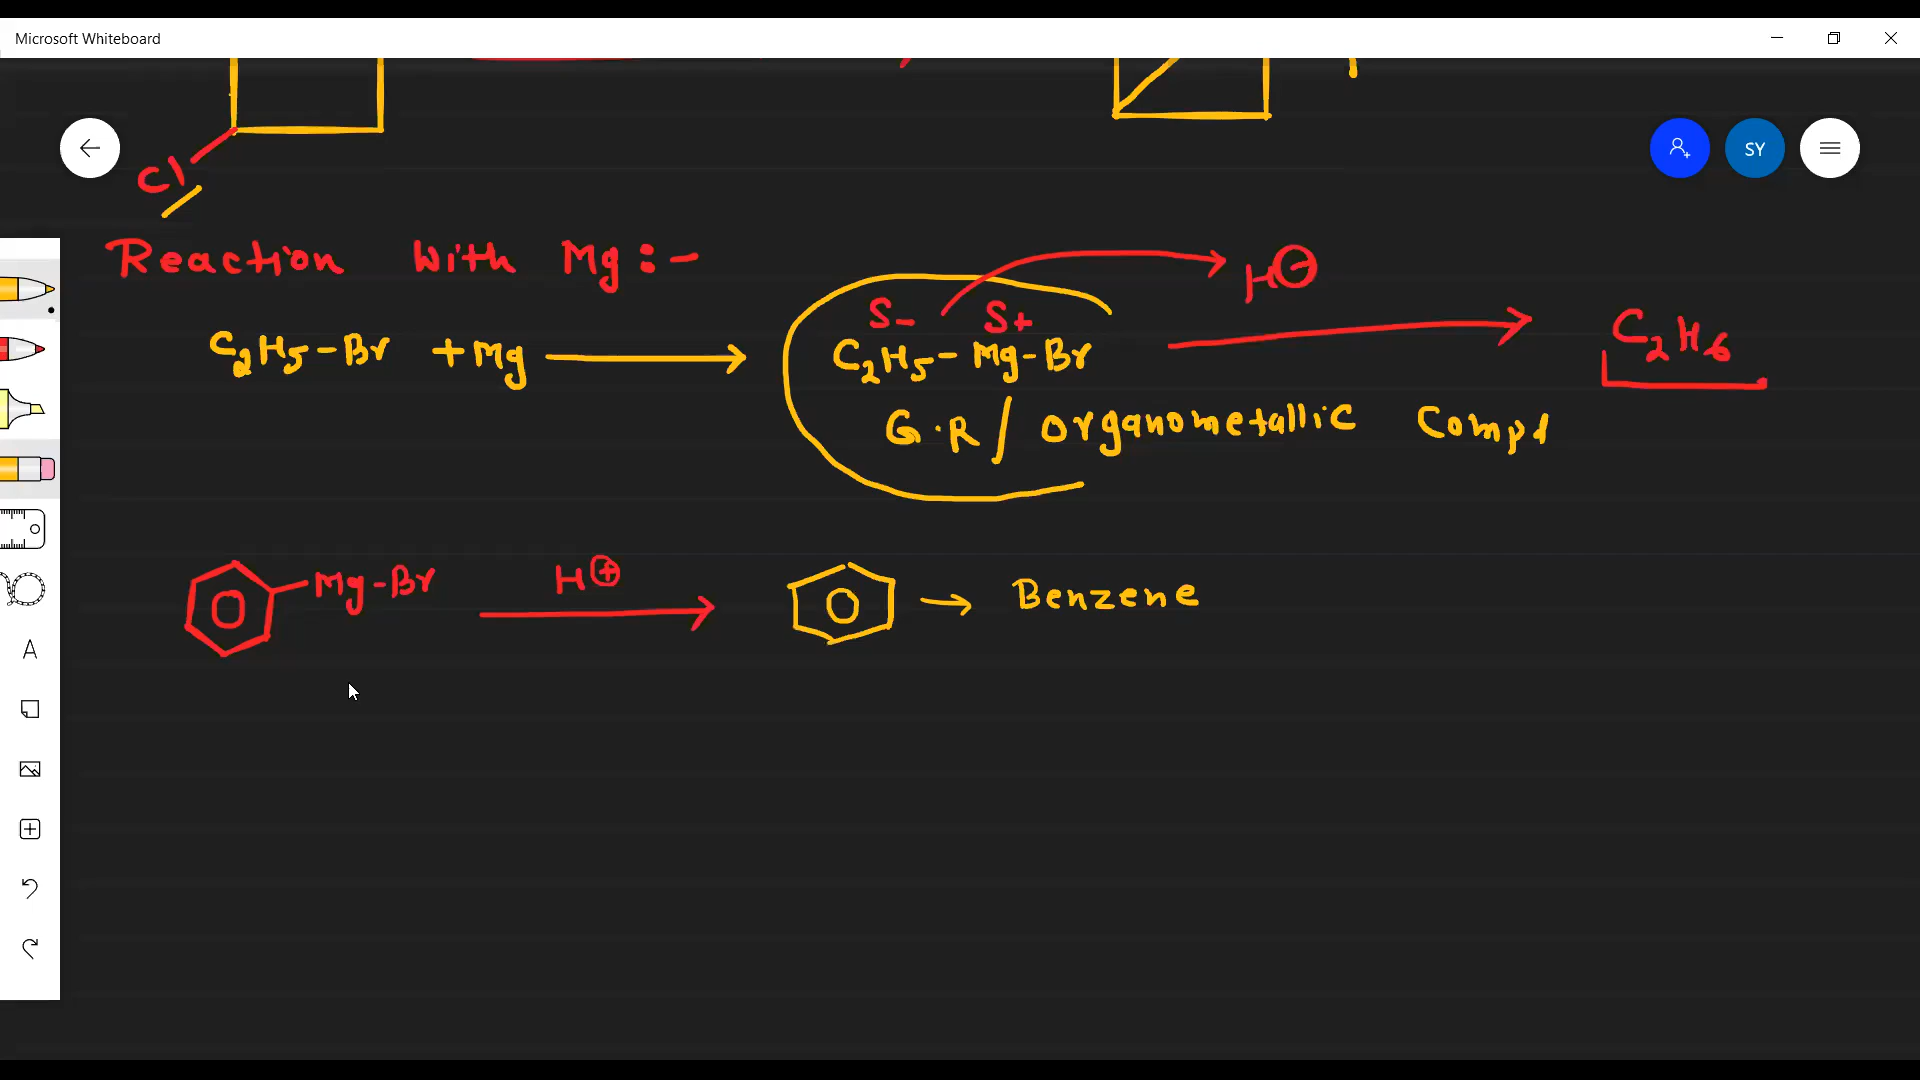 Microsoft Whiteboard
SY
Cl
Reaction With Mg:-
H⊖
S- S+
C₂H₅-Br +Mg ⟶ C₂H₅-Mg-Br ⟶ C₂H₆
G.R/organometallic Compd
Mg-Br H⊕ → Benzene
A